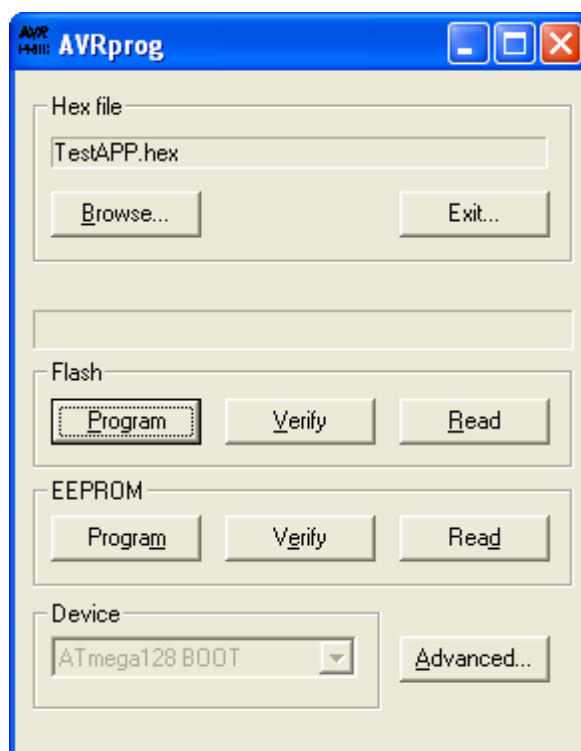 AVRprog
Hex file
TestAPP.hex
Browse... Exit...
Flash
Program Verify Read
EEPROM
Program Verify Read
Device
ATmega128 BOOT
Advanced...